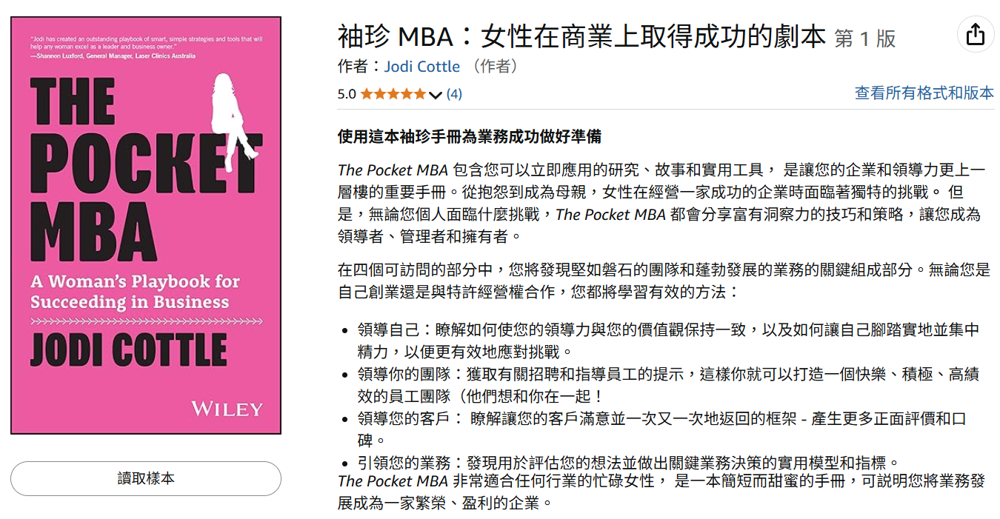 "Jodi has created an outstanding playbook of smart, simple strategies and tools that will
help any woman excel as a leader and business owner."
—Shannon Luxford, General Manager, Laser Clinics Australia
THE
POCKET
MBA
A Woman's Playbook for
Succeeding in Business
JODI COTTLE
WILEY
讀取樣本
袖珍 MBA：女性在商業上取得成功的劇本 第 1 版
作者：Jodi Cottle （作者）
5.0 (4)
查看所有格式和版本
使用這本袖珍手冊為業務成功做好準備
The Pocket MBA 包含您可以立即應用的研究、故事和實用工具， 是讓您的企業和領導力更上一
層樓的重要手冊。從抱怨到成為母親，女性在經營一家成功的企業時面臨著獨特的挑戰。 但
是，無論您個人面臨什麼挑戰，The Pocket MBA 都會分享富有洞察力的技巧和策略，讓您成為
領導者、管理者和擁有者。
在四個可訪問的部分中，您將發現堅如磐石的團隊和蓬勃發展的業務的關鍵組成部分。無論您是
自己創業還是與特許經營權合作，您都將學習有效的方法：
• 領導自己：瞭解如何使您的領導力與您的價值觀保持一致，以及如何讓自己腳踏實地並集中
精力，以便更有效地應對挑戰。
• 領導你的團隊：獲取有關招聘和指導員工的提示，這樣你就可以打造一個快樂、積極、高績
效的員工團隊（他們想和你在一起！
• 領導您的客戶： 瞭解讓您的客戶滿意並一次又一次地返回的框架 - 產生更多正面評價和口
碑。
• 引領您的業務：發現用於評估您的想法並做出關鍵業務決策的實用模型和指標。
The Pocket MBA 非常適合任何行業的忙碌女性， 是一本簡短而甜蜜的手冊，可説明您將業務發
展成為一家繁榮、盈利的企業。